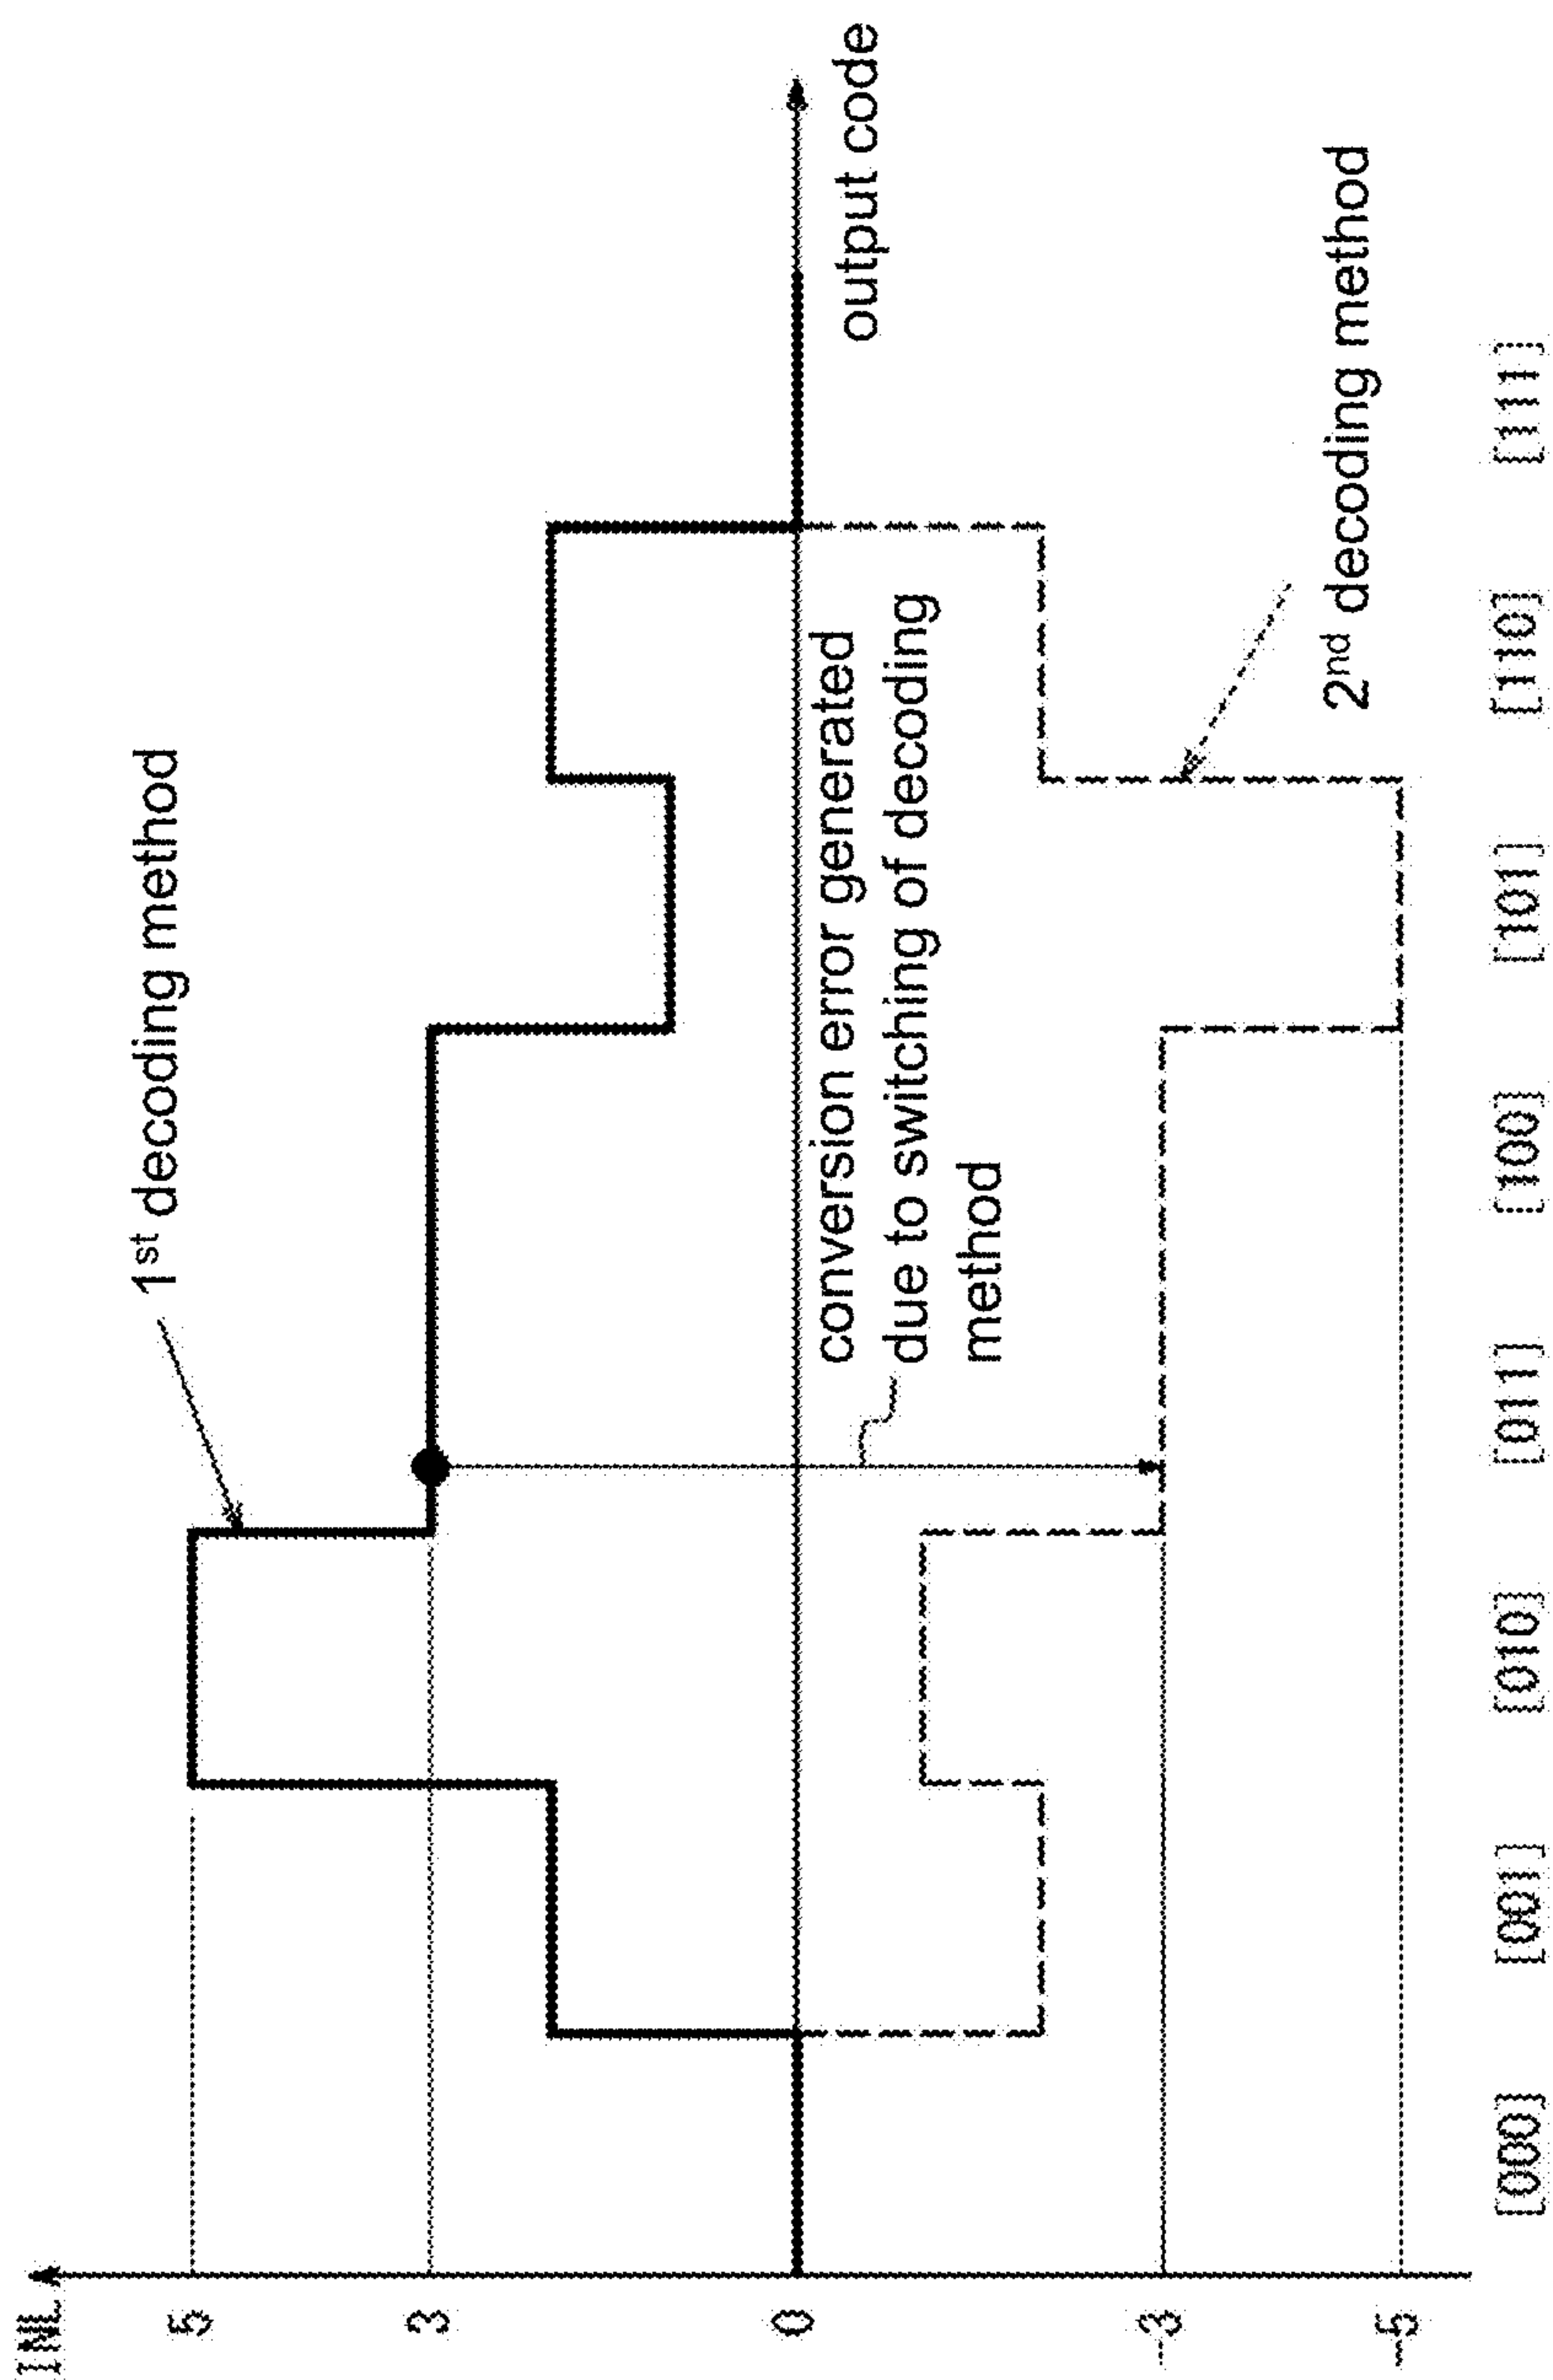 INL
1st decoding method
5
3
0
-3
-5
output code
conversion error generated
due to switching of decoding
method
2nd decoding method
[000] [001] [010] [011] [100] [101] [110] [111]